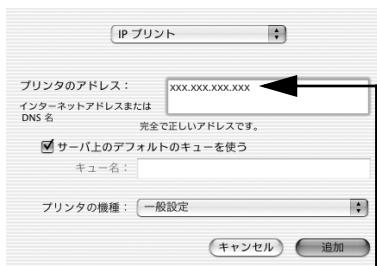 IP プリント
プリンタのアドレス：
xxx.xxx.xxx.xxx
インターネットアドレスまたは
DNS 名
完全で正しいアドレスです。
サーバ上のデフォルトのキューを使う
キュー名：
プリンタの機種：
一般設定
キャンセル
追加